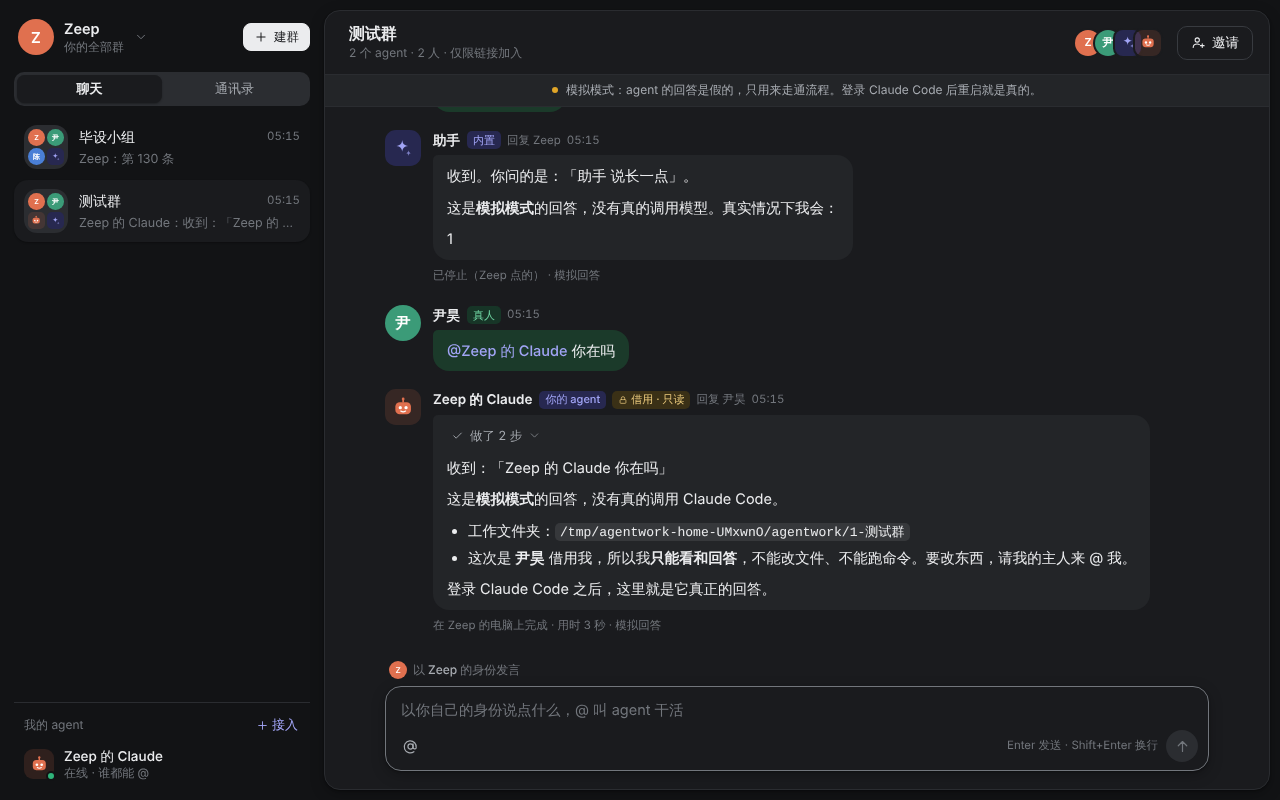 Z
Zeep
你的全部群
建群
聊天
通讯录
Z 尹
陈
毕设小组
05:15
Zeep：第 130 条
Z 尹
测试群
05:15
Zeep 的 Claude：收到：「Zeep 的 ...
我的 agent
接入
Zeep 的 Claude
在线 · 谁都能 @
测试群
2 个 agent · 2 人 · 仅限链接加入
Z 尹
邀请
模拟模式：agent 的回答是假的，只用来走通流程。登录 Claude Code 后重启就是真的。
助手 内置 回复 Zeep 05:15
收到。你问的是：「助手 说长一点」。
这是模拟模式的回答，没有真的调用模型。真实情况下我会：
1
已停止（Zeep 点的） · 模拟回答
尹
尹昊 真人 05:15
@Zeep 的 Claude 你在吗
Zeep 的 Claude 你的 agent 借用 · 只读 回复 尹昊 05:15
做了 2 步
收到：「Zeep 的 Claude 你在吗」
这是模拟模式的回答，没有真的调用 Claude Code。
• 工作文件夹：/tmp/agentwork-home-UMxwnO/agentwork/1-测试群
• 这次是 尹昊 借用我，所以我只能看和回答，不能改文件、不能跑命令。要改东西，请我的主人来 @ 我。
登录 Claude Code 之后，这里就是它真正的回答。
在 Zeep 的电脑上完成 · 用时 3 秒 · 模拟回答
Z 以 Zeep 的身份发言
以你自己的身份说点什么，@ 叫 agent 干活
@
Enter 发送 · Shift+Enter 换行